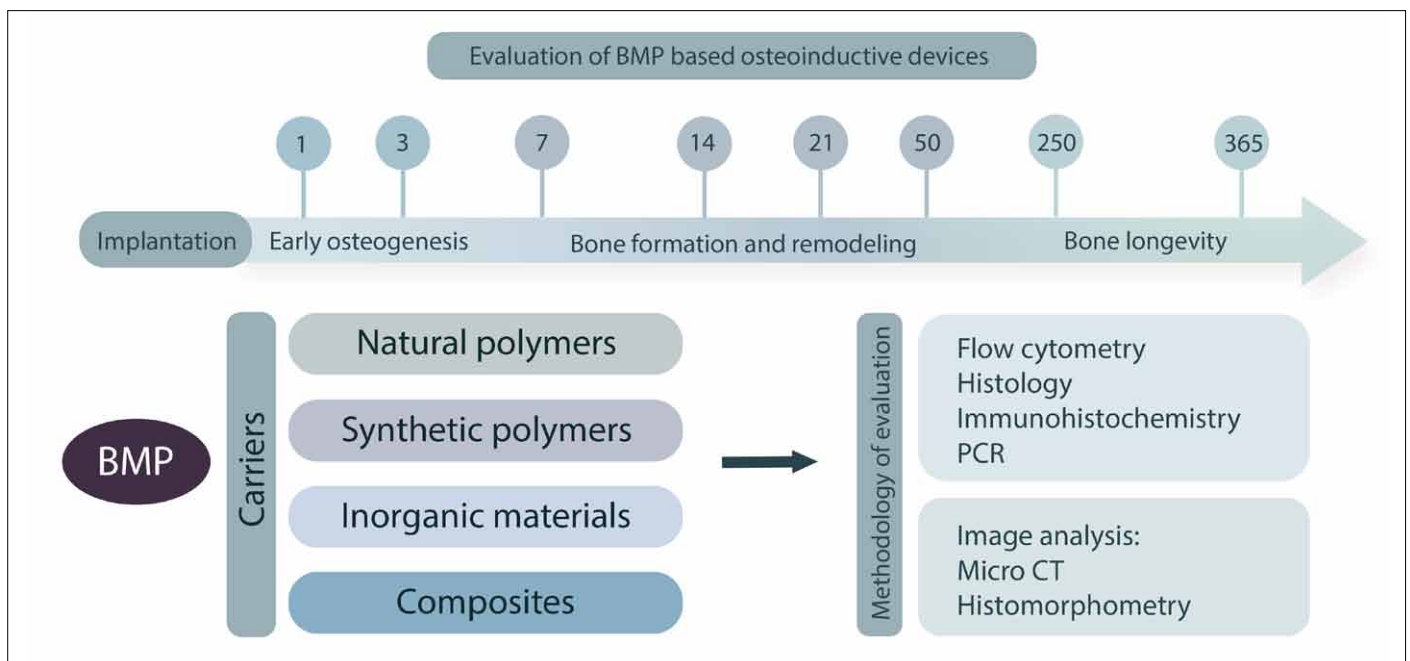 Evaluation of BMP based osteoinductive devices
1
3
7
14
21
50
250
365
Implantation
Early osteogenesis
Bone formation and remodeling
Bone longevity
BMP
Carriers
Natural polymers
Synthetic polymers
Inorganic materials
Composites
Methodology of evaluation
Flow cytometry
Histology
Immunohistochemistry
PCR
Image analysis:
Micro CT
Histomorphometry